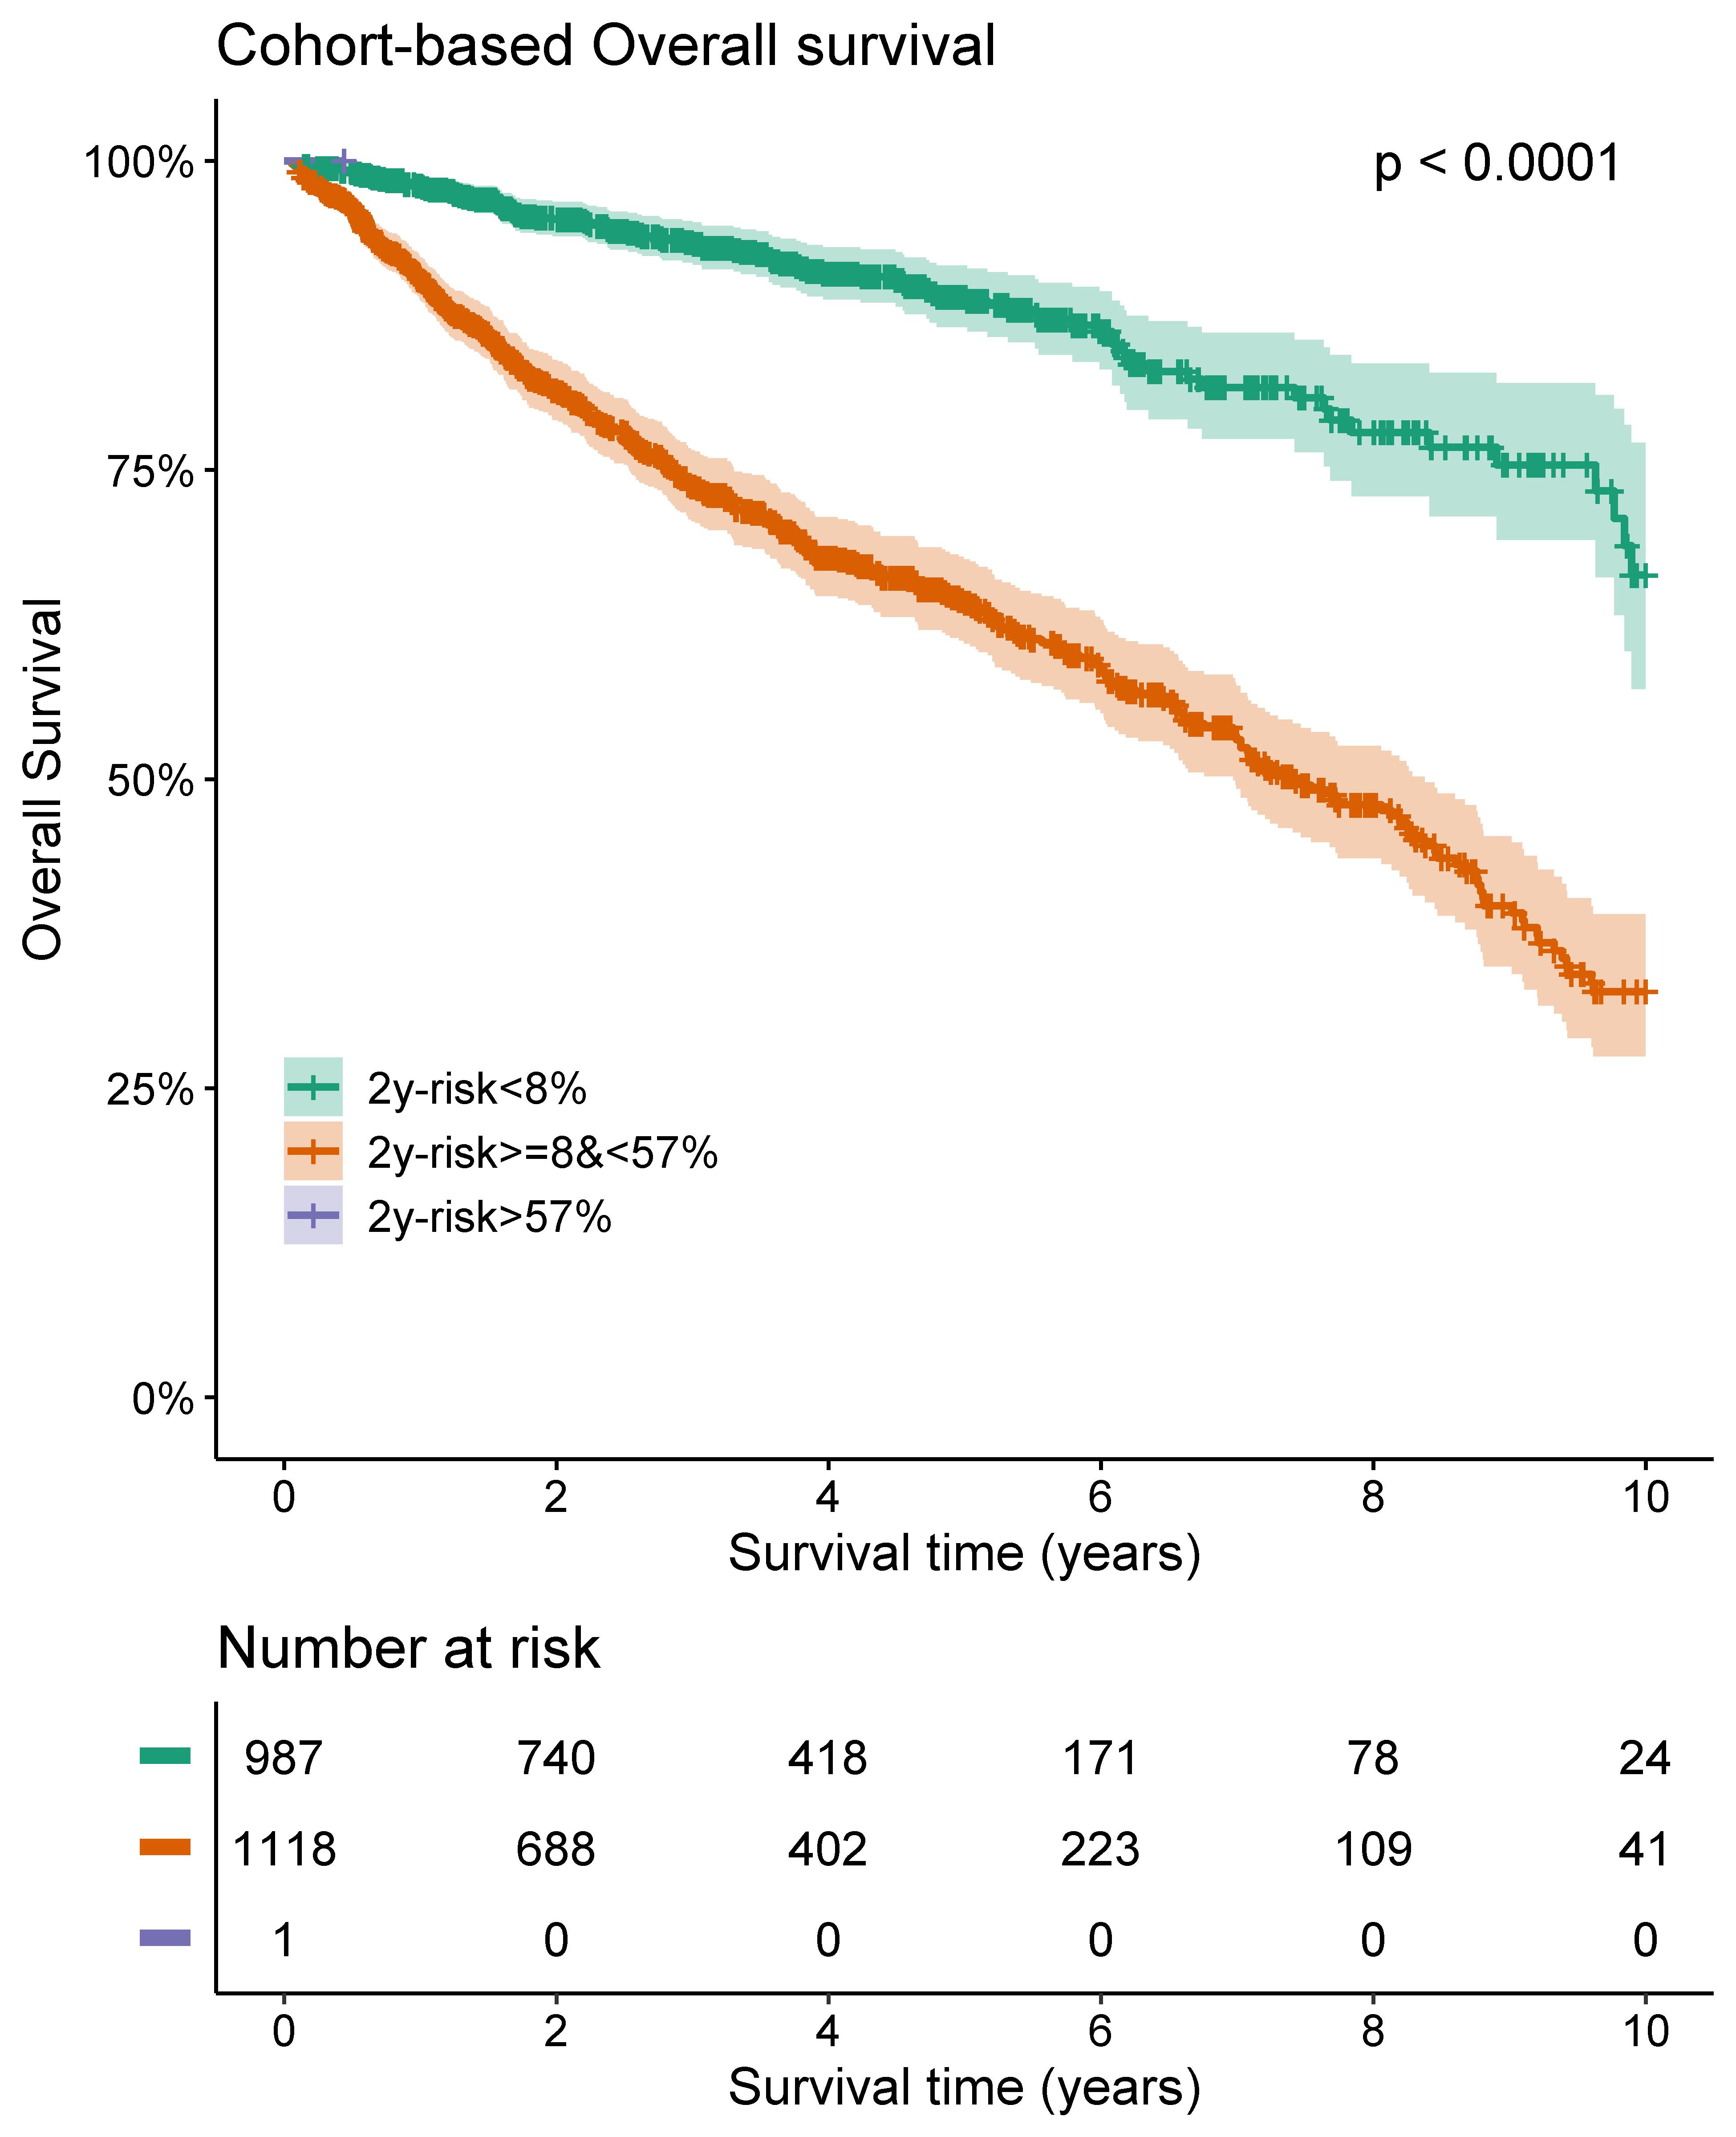 Cohort-based Overall survival
p < 0.0001
100%
75%
50%
25%
0%
Overall Survival
2y-risk<8%
2y-risk>=8&<57%
2y-risk>57%
0 2 4 6 8 10
Survival time (years)
Number at risk
987 740 418 171 78 24
1118 688 402 223 109 41
1 0 0 0 0 0
0 2 4 6 8 10
Survival time (years)